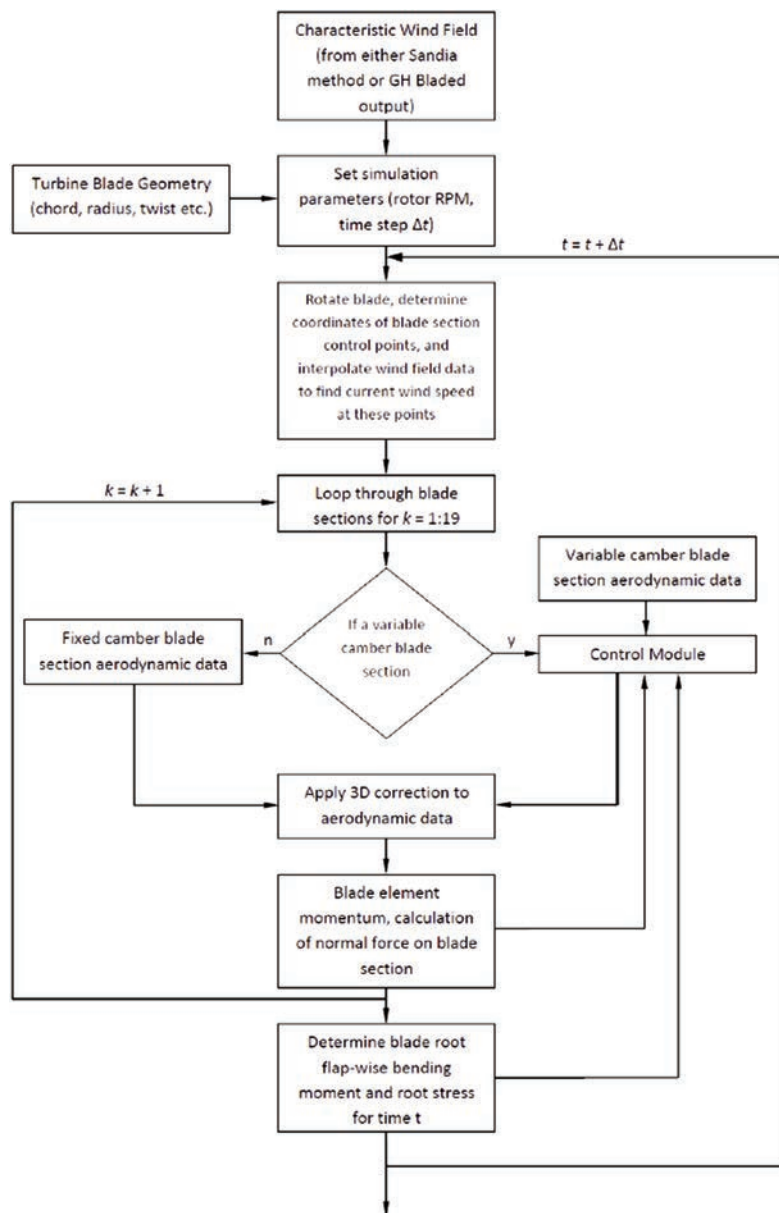 Characteristic Wind Field
(from either Sandia
method or GH Bladed
output)
Turbine Blade Geometry
(chord, radius, twist etc.)
Set simulation
parameters (rotor RPM,
time step Δt)
t = t + Δt
Rotate blade, determine
coordinates of blade section
control points, and
interpolate wind field data
to find current wind speed
at these points
k = k + 1
Loop through blade
sections for k = 1:19
Variable camber blade
section aerodynamic data
Fixed camber blade
section aerodynamic data
n
If a variable
camber blade
section
y
Control Module
Apply 3D correction to
aerodynamic data
Blade element
momentum, calculation
of normal force on blade
section
Determine blade root
flap-wise bending
moment and root stress
for time t